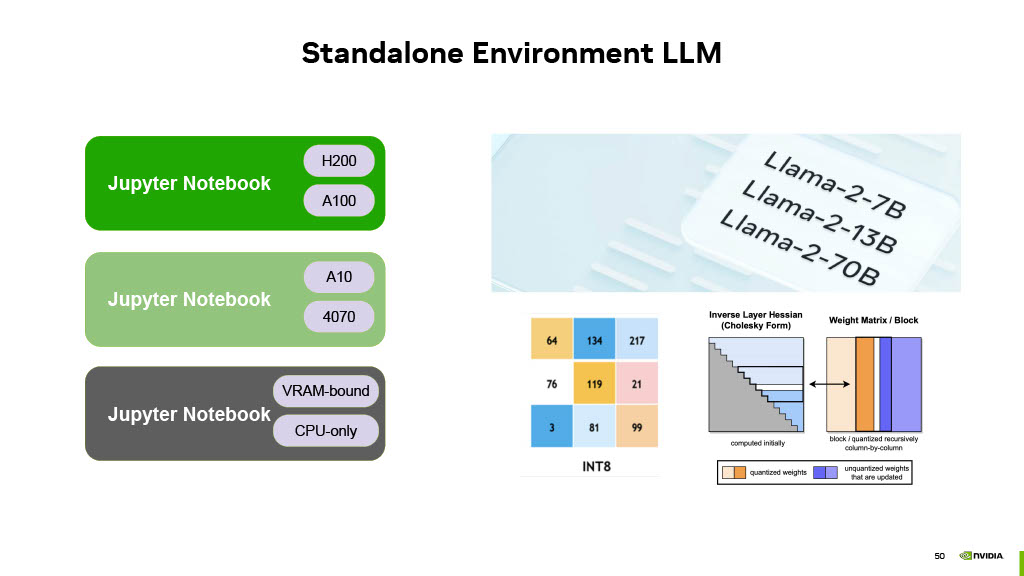 Standalone Environment LLM
Jupyter Notebook
H200
A100
Jupyter Notebook
A10
4070
Jupyter Notebook
VRAM-bound
CPU-only
Llama-2-7B
Llama-2-13B
Llama-2-70B
64 134 217
76 119 21
3 81 99
INT8
Inverse Layer Hessian
(Cholesky Form)
computed initially
Weight Matrix / Block
block / quantized recursively
column-by-column
quantized weights
unquantized weights
that are updated
50
NVIDIA